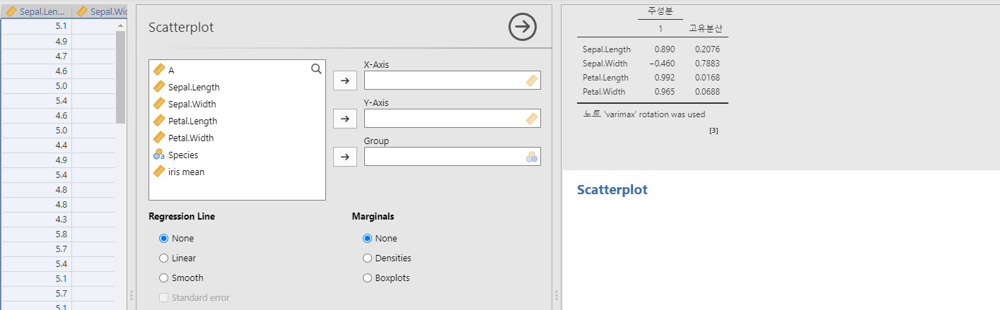 Sepal.Len...
Sepal.Wid
5.1
4.9
4.7
4.6
5.0
5.4
4.6
5.0
4.4
4.9
5.4
4.8
4.8
4.3
5.8
5.7
5.4
5.1
5.7
5.1
Scatterplot
A
Sepal.Length
Sepal.Width
Petal.Length
Petal.Width
Species
iris mean
X-Axis
Y-Axis
Group
Regression Line
None
Linear
Smooth
Standard error
Marginals
None
Densities
Boxplots
주성분
1 고유분산
Sepal.Length 0.890 0.2076
Sepal.Width −0.460 0.7883
Petal.Length 0.992 0.0168
Petal.Width 0.965 0.0688
노트. 'varimax' rotation was used
[3]
Scatterplot